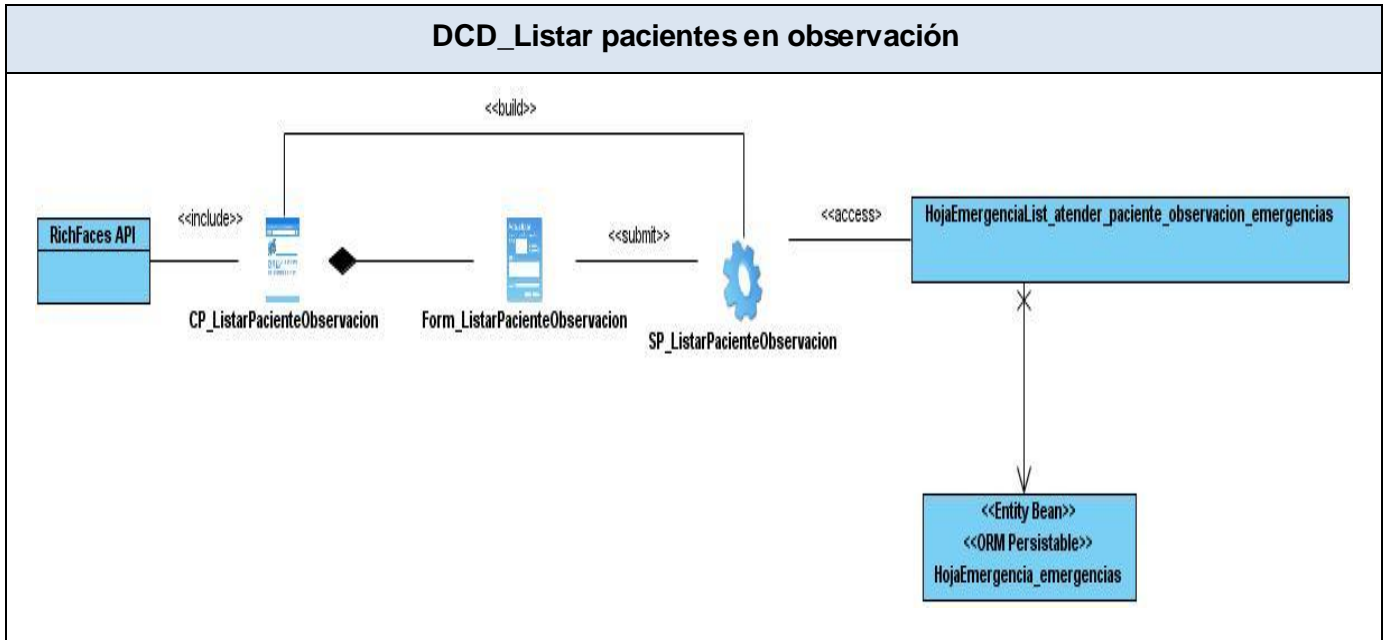 DCD_Listar pacientes en observación
<<build>>
RichFaces API
<<include>>
CP_ListarPacienteObservacion
Form_ListarPacienteObservacion
<<submit>>
SP_ListarPacienteObservacion
<<access>
HojaEmergenciaList_atender_paciente_observacion_emergencias
<<Entity Bean>>
<<ORM Persistable>>
HojaEmergencia_emergencias